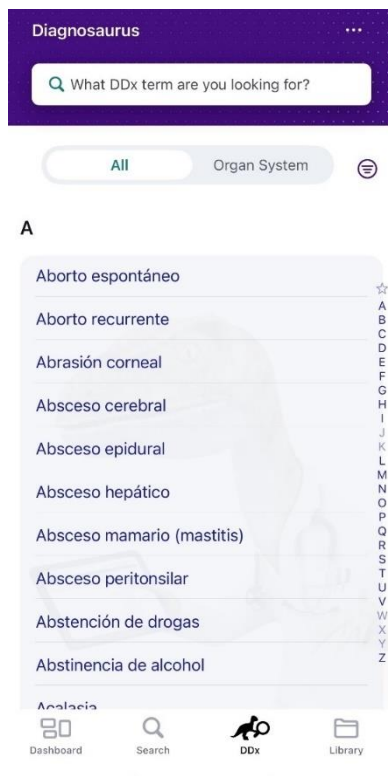 Diagnosaurus
What DDx term are you looking for?
All
Organ System
A
Aborto espontáneo
Aborto recurrente
Abrasión corneal
Absceso cerebral
Absceso epidural
Absceso hepático
Absceso mamario (mastitis)
Absceso peritonsilar
Abstención de drogas
Abstinencia de alcohol
Acalasia
A
B
C
D
E
F
G
H
I
J
K
L
M
N
O
P
Q
R
S
T
U
V
W
X
Y
Z
Dashboard
Search
DDx
Library